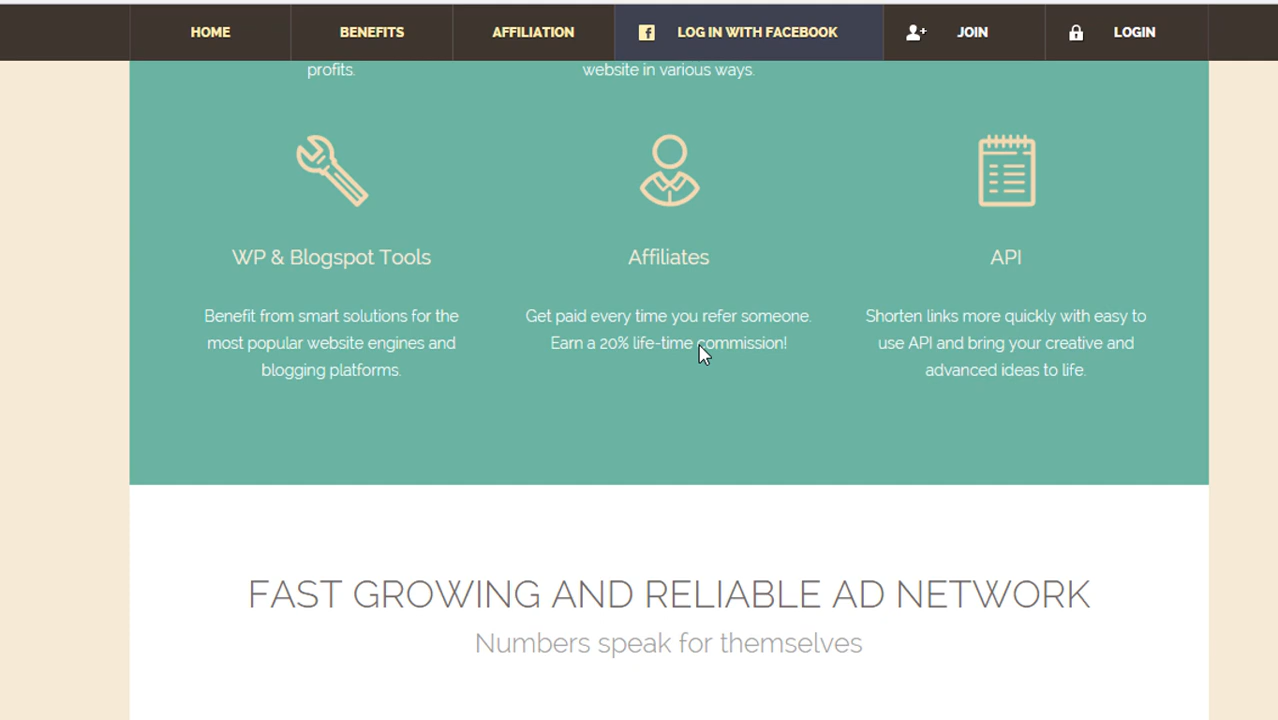 HOME BENEFITS AFFILIATION LOG IN WITH FACEBOOK JOIN LOGIN
profits.
website in various ways.
WP & Blogspot Tools
Benefit from smart solutions for the
most popular website engines and
blogging platforms.
Affiliates
Get paid every time you refer someone.
Earn a 20% life-time commission!
API
Shorten links more quickly with easy to
use API and bring your creative and
advanced ideas to life.
FAST GROWING AND RELIABLE AD NETWORK
Numbers speak for themselves